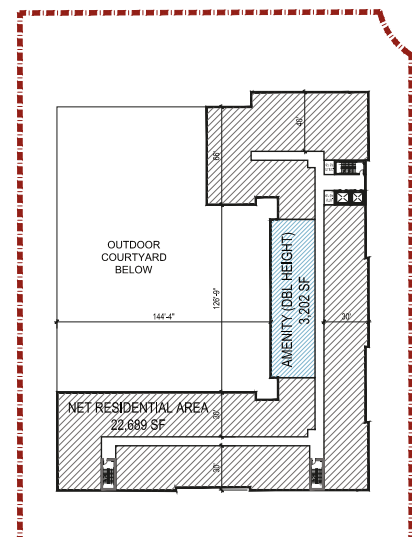 40'
66'
OUTDOOR
COURTYARD
BELOW
126'-9"
AMENITY (DBL HEIGHT)
3,202 SF
144'-4"
30'
NET RESIDENTIAL AREA
22,689 SF
30'
30'